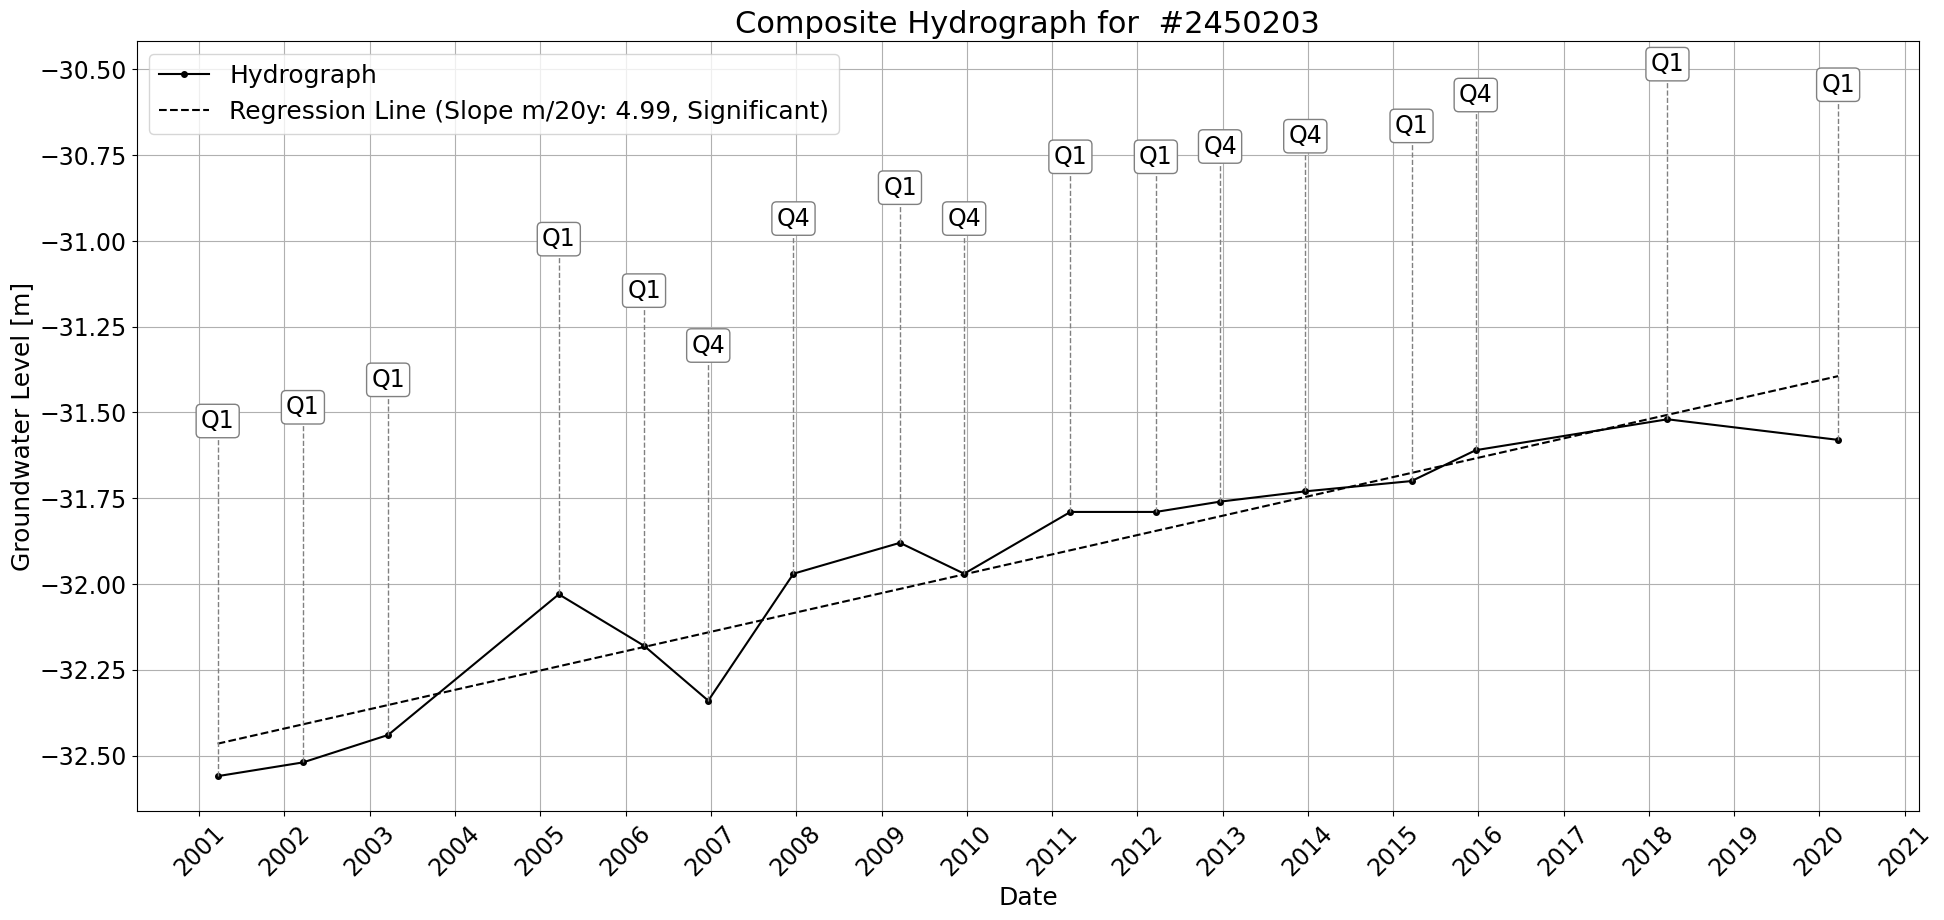 Composite Hydrograph for  #2450203
Hydrograph
Regression Line (Slope m/20y: 4.99, Significant)
Groundwater Level [m]
−30.50
−30.75
−31.00
−31.25
−31.50
−31.75
−32.00
−32.25
−32.50
Q1
Q1
Q1
Q1
Q1
Q4
Q4
Q1
Q4
Q1
Q1
Q4
Q4
Q1
Q4
Q1
Q1
2001
2002
2003
2004
2005
2006
2007
2008
2009
2010
2011
2012
2013
2014
2015
2016
2017
2018
2019
2020
2021
Date